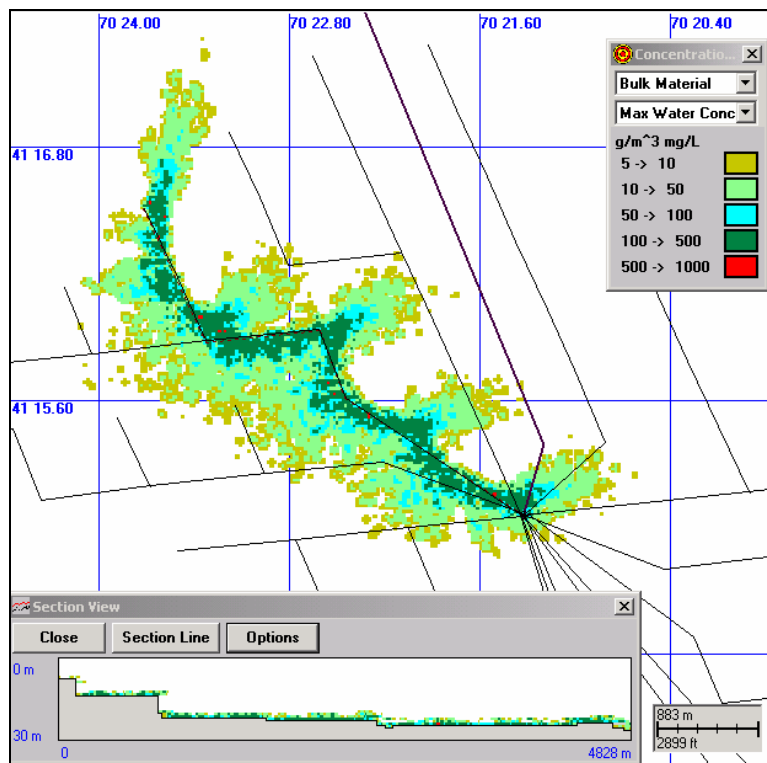 70 24.00 70 22.80 70 21.60 70 20.40
Concentratio...
Bulk Material
Max Water Conc
g/m^3 mg/L
5 -> 10
10 -> 50
50 -> 100
100 -> 500
500 -> 1000
41 16.80
41 15.60
Section View
Close Section Line Options
0 m
30 m
0 4828 m
883 m
2899 ft